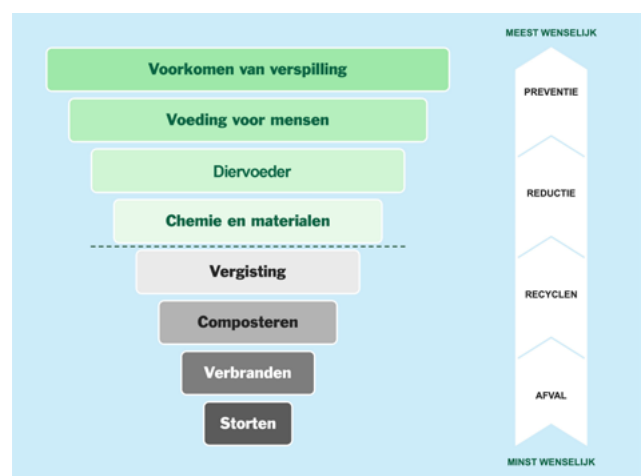 MEEST WENSELIJK
Voorkomen van verspilling
PREVENTIE
Voeding voor mensen
Diervoeder
REDUCTIE
Chemie en materialen
Vergisting
RECYCLEN
Composteren
Verbranden
AFVAL
Storten
MINST WENSELIJK